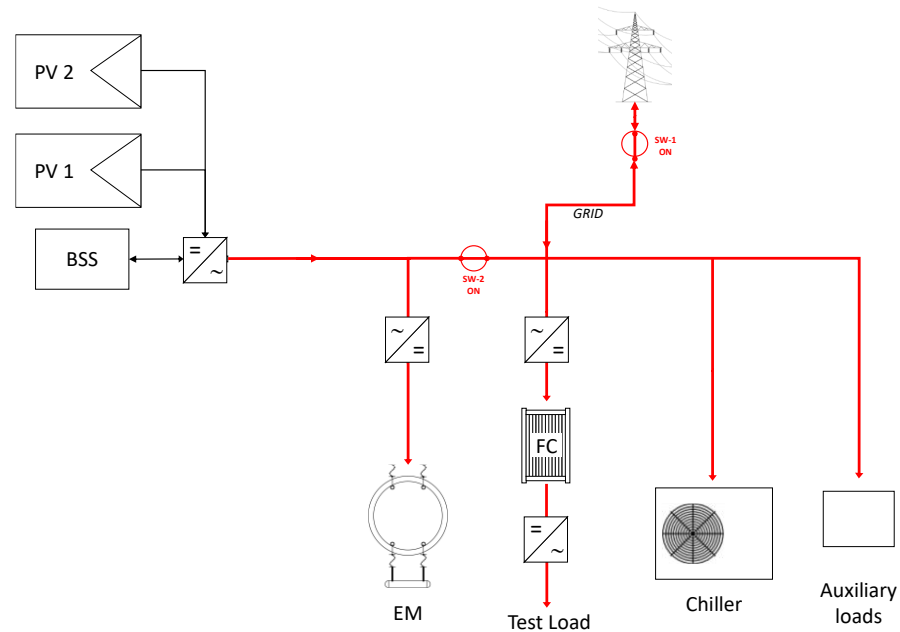 PV 2
SW-1
ON
PV 1
GRID
BSS
=
~
SW-2
ON
~
=
~
=
FC
=
~
EM
Test Load
Chiller
Auxiliary
loads